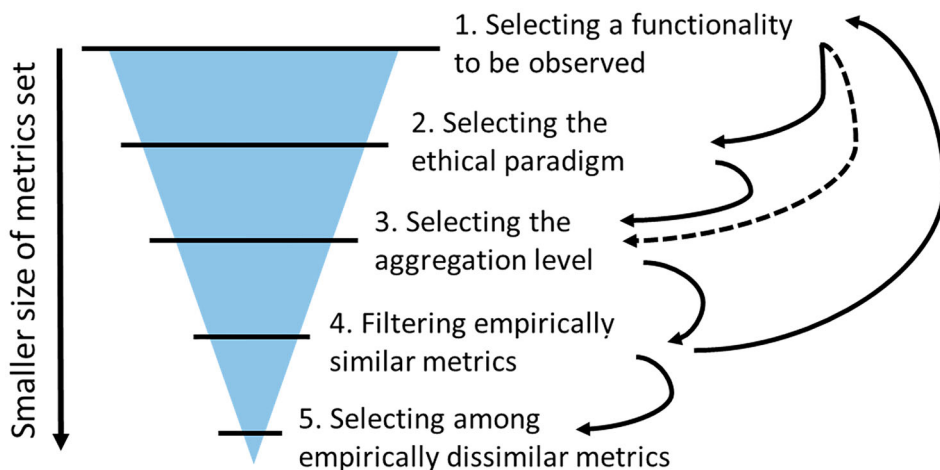 Smaller size of metrics set
1. Selecting a functionality
to be observed
2. Selecting the
ethical paradigm
3. Selecting the
aggregation level
4. Filtering empirically
similar metrics
5. Selecting among
empirically dissimilar metrics